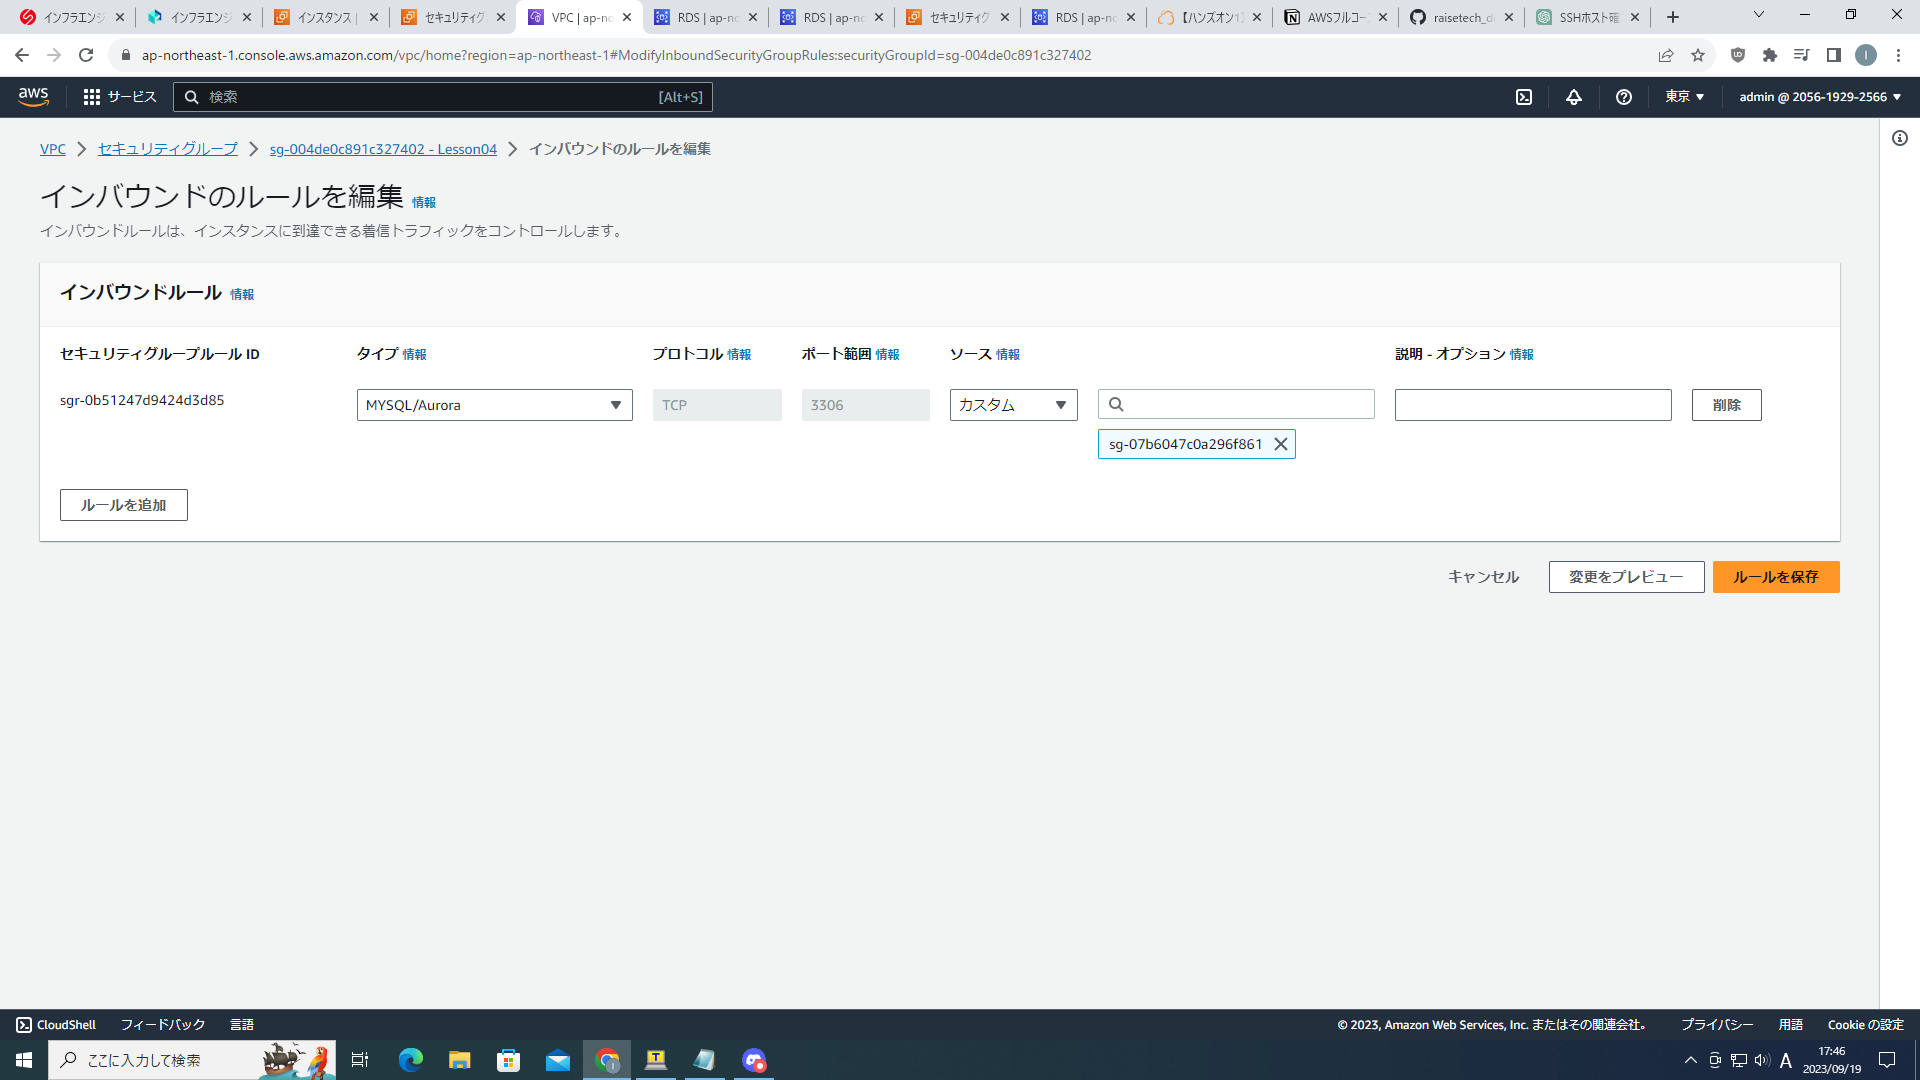 インフラエンジ
インフラエンジ
インスタンス |
セキュリティグ
VPC | ap-no
RDS | ap-no
RDS | ap-no
セキュリティグ
RDS | ap-no
【ハンズオン1】
AWSフルコー
raisetech_d
SSHホスト確
ap-northeast-1.console.aws.amazon.com/vpc/home?region=ap-northeast-1#ModifyInboundSecurityGroupRules:securityGroupId=sg-004de0c891c327402
aws
サービス
検索
[Alt+S]
東京
admin @ 2056-1929-2566
VPC
セキュリティグループ
sg-004de0c891c327402 - Lesson04
インバウンドのルールを編集
インバウンドのルールを編集 情報
インバウンドルールは、インスタンスに到達できる着信トラフィックをコントロールします。
インバウンドルール 情報
セキュリティグループルール ID
タイプ 情報
プロトコル 情報
ポート範囲 情報
ソース 情報
説明 - オプション 情報
sgr-0b51247d9424d3d85
MYSQL/Aurora
TCP
3306
カスタム
削除
sg-07b6047c0a296f861
ルールを追加
キャンセル
変更をプレビュー
ルールを保存
CloudShell
フィードバック
言語
© 2023, Amazon Web Services, Inc. またはその関連会社。
プライバシー
用語
Cookie の設定
ここに入力して検索
A
17:46
2023/09/19